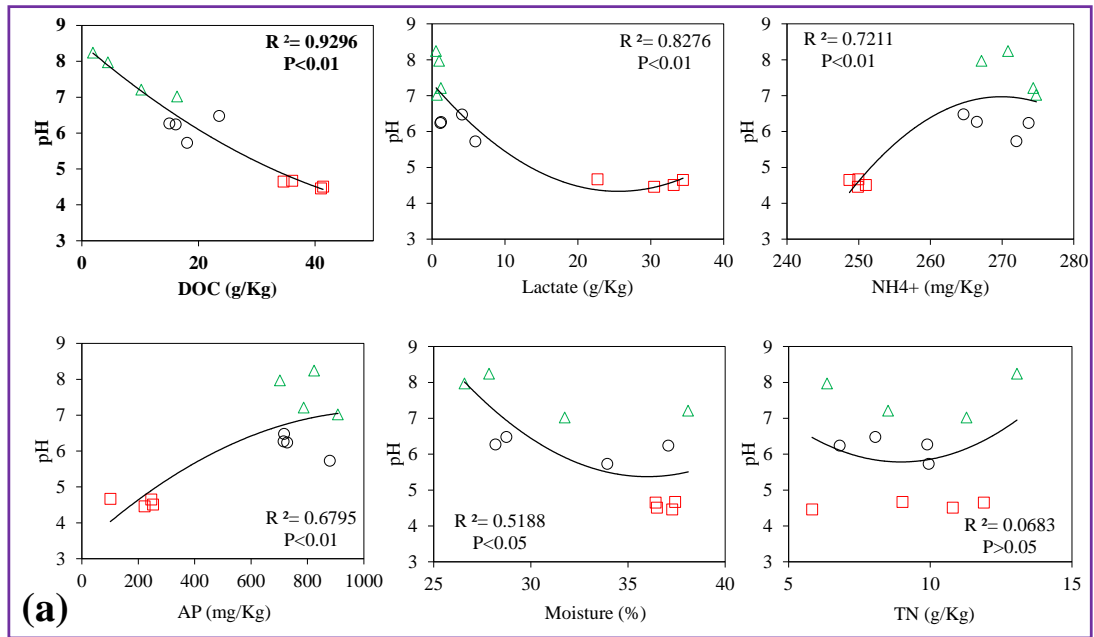 9
8
7
6
5
4
3
pH
R ²= 0.9296
P<0.01
0
20
40
DOC (g/Kg)
9
8
7
6
5
4
3
pH
R ²= 0.8276
P<0.01
0
10
20
30
40
Lactate (g/Kg)
9
8
7
6
5
4
3
pH
R ²= 0.7211
P<0.01
240
250
260
270
280
NH4+ (mg/Kg)
9
8
7
6
5
4
3
pH
R ²= 0.6795
P<0.01
0
200
400
600
800
1000
AP (mg/Kg)
9
8
7
6
5
4
3
pH
R ²= 0.5188
P<0.05
25
30
35
40
Moisture (%)
9
8
7
6
5
4
3
pH
R ²= 0.0683
P>0.05
5
10
15
TN (g/Kg)
(a)